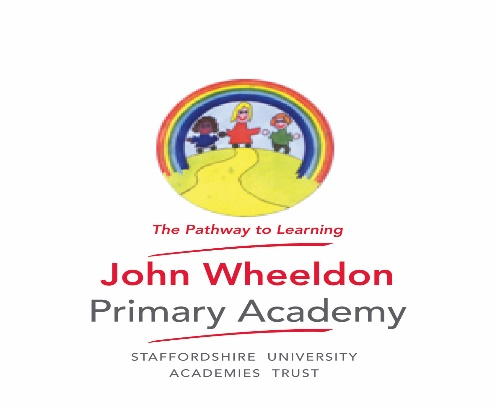 The Pathway to Learning
John Wheeldon
Primary Academy
STAFFORDSHIRE UNIVERSITY
ACADEMIES TRUST